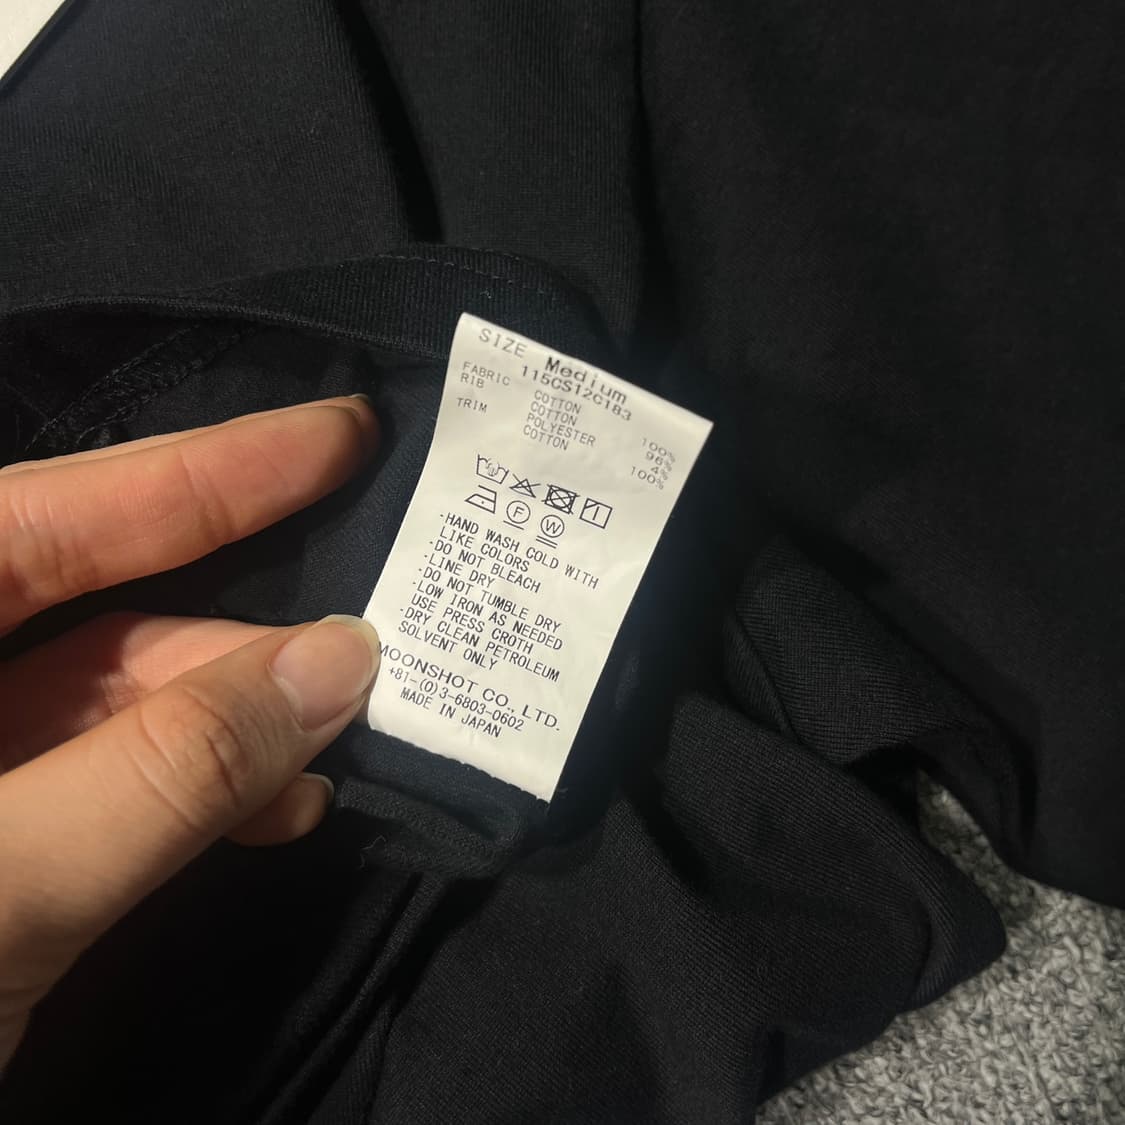 SIZE Medium
115CS12C183
FABRIC COTTON 100%
RIB COTTON 96%
POLYESTER 4%
TRIM COTTON 100%
F W
·HAND WASH COLD WITH
LIKE COLORS
·DO NOT BLEACH
·LINE DRY
·DO NOT TUMBLE DRY
·LOW IRON AS NEEDED
USE PRESS CROTH
·DRY CLEAN PETROLEUM
SOLVENT ONLY
MOONSHOT CO., LTD.
+81-(0)3-6803-0602
MADE IN JAPAN